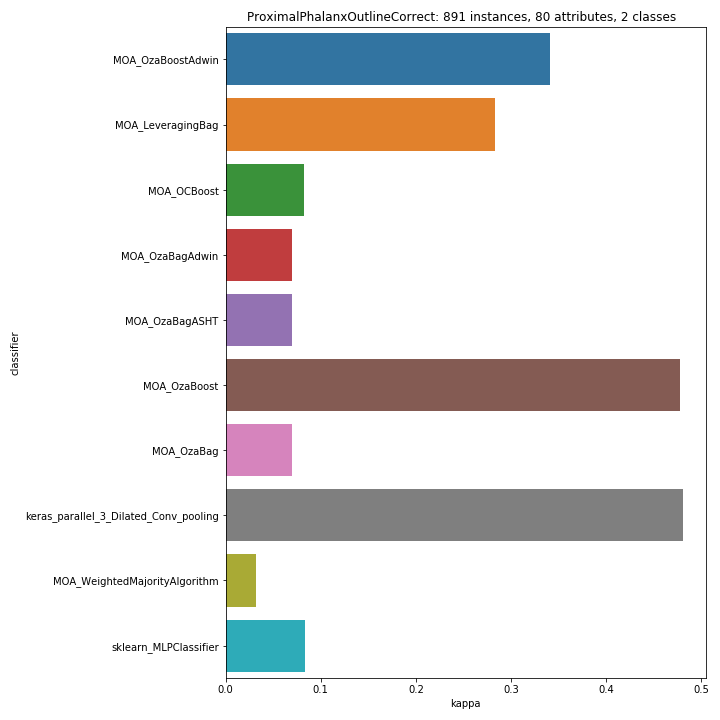 ProximalPhalanxOutlineCorrect: 891 instances, 80 attributes, 2 classes
classifier
MOA_OzaBoostAdwin
MOA_LeveragingBag
MOA_OCBoost
MOA_OzaBagAdwin
MOA_OzaBagASHT
MOA_OzaBoost
MOA_OzaBag
keras_parallel_3_Dilated_Conv_pooling
MOA_WeightedMajorityAlgorithm
sklearn_MLPClassifier
0.0 0.1 0.2 0.3 0.4 0.5
kappa